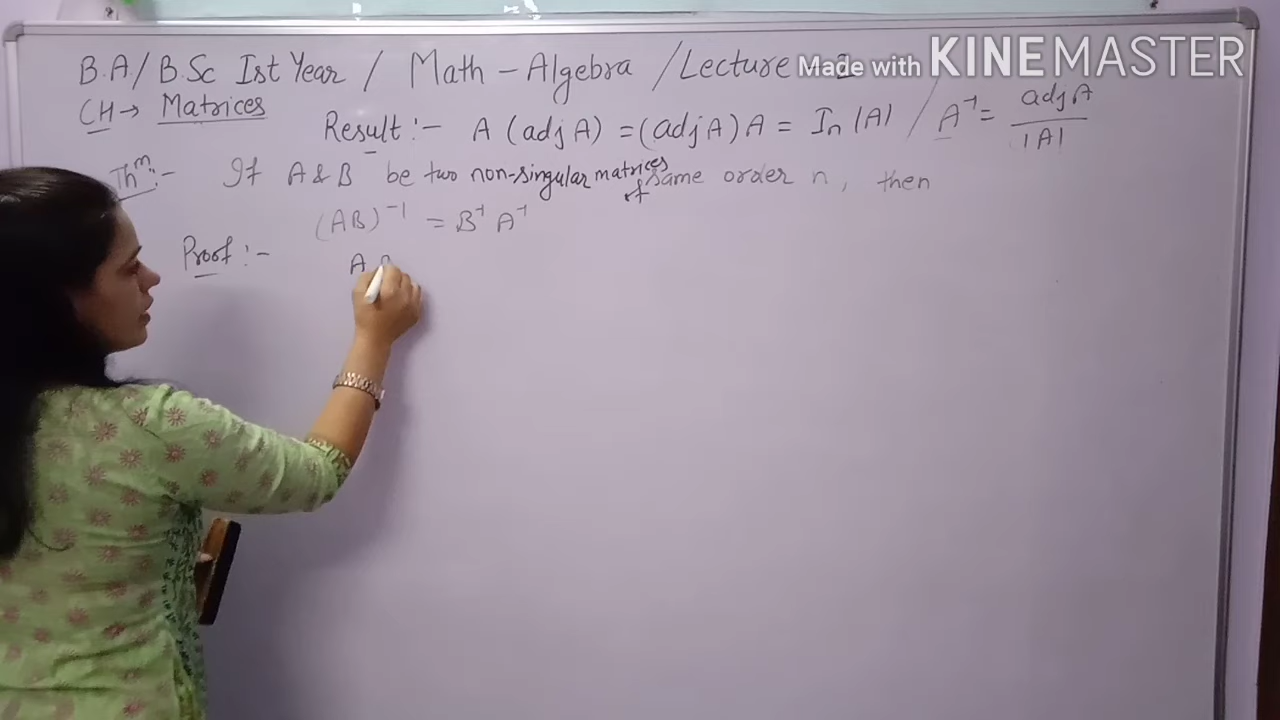 B.A/B.Sc Ist Year / Math-Algebra /Lecture
Made with KINEMASTER
CH→ Matrices
Result:- A (adj A) = (adj A) A = In |A| / A⁻¹ = adj A / |A|
Thm:- If A & B be two non-singular matrices of same order n, then
(AB)⁻¹ = B⁻¹ A⁻¹
Proof:- A